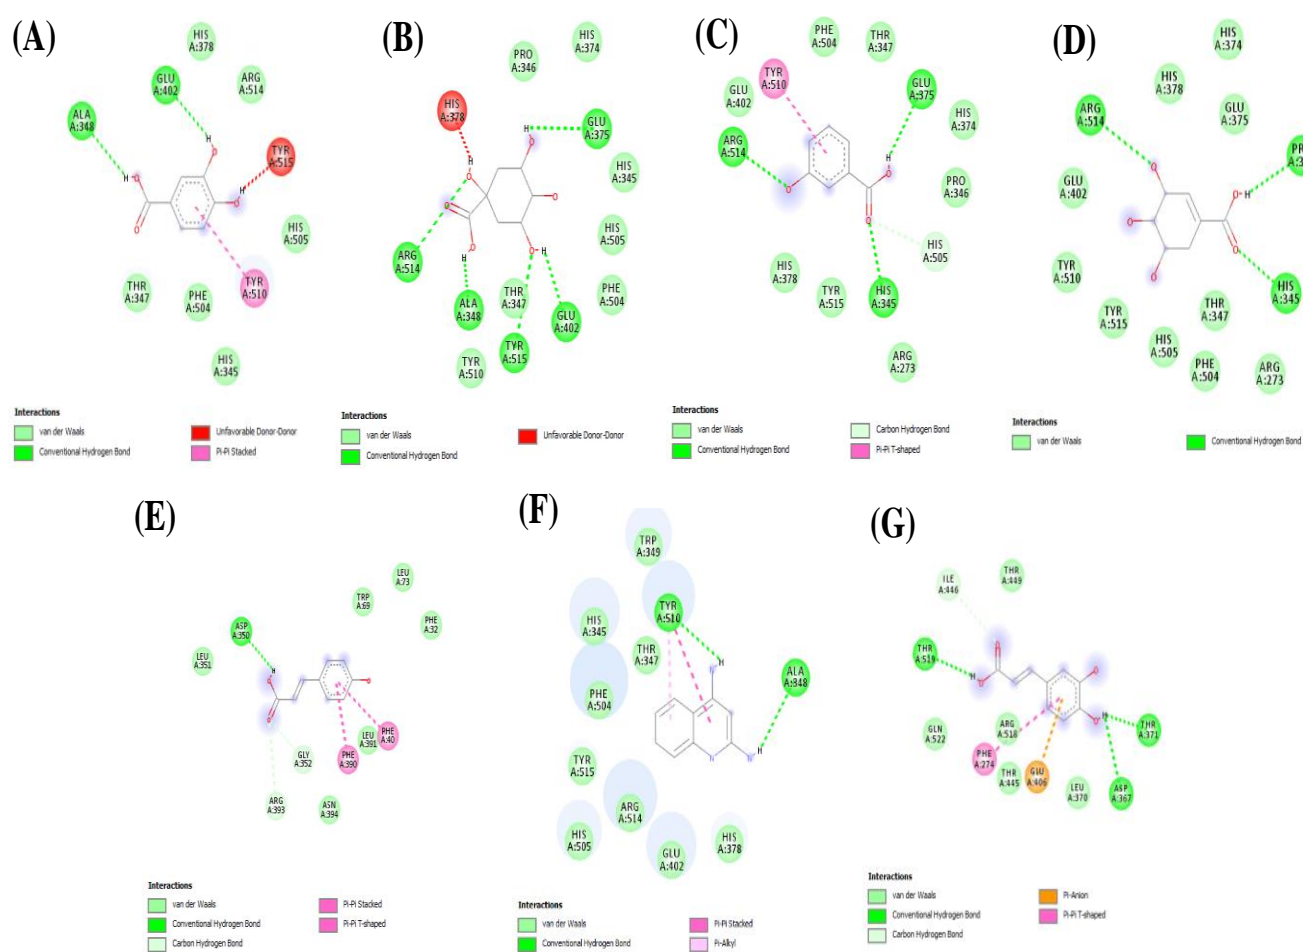 (A)
HIS
A:378
GLU
A:402
ARG
A:514
ALA
A:348
TYR
A:515
H
O
O
H
O
H
O
HIS
A:505
THR
A:347
PHE
A:504
TYR
A:510
HIS
A:345
Interactions
van der Waals
Conventional Hydrogen Bond
Unfavorable Donor-Donor
Pi-Pi Stacked
(B)
HIS
A:374
PRO
A:346
HIS
A:378
GLU
A:375
H
O
H
O
O
O
O
H
O
H
HIS
A:345
HIS
A:505
ARG
A:514
ALA
A:348
THR
A:347
PHE
A:504
GLU
A:402
TYR
A:515
TYR
A:510
Interactions
van der Waals
Conventional Hydrogen Bond
Unfavorable Donor-Donor
(C)
PHE
A:504
THR
A:347
TYR
A:510
GLU
A:402
GLU
A:375
HIS
A:374
ARG
A:514
H
O
O
O
PRO
A:346
HIS
A:505
HIS
A:378
TYR
A:515
HIS
A:345
ARG
A:273
Interactions
van der Waals
Conventional Hydrogen Bond
Carbon Hydrogen Bond
Pi-Pi T-shaped
(D)
HIS
A:374
HIS
A:378
ARG
A:514
GLU
A:375
O
O
H
O
O
O
GLU
A:402
TYR
A:510
TYR
A:515
HIS
A:505
THR
A:347
HIS
A:345
PHE
A:504
ARG
A:273
Interactions
van der Waals
Conventional Hydrogen Bond
(E)
LEU
A:73
TRP
A:69
PHE
A:32
ASP
A:350
LEU
A:351
H
O
O
O
PHE
A:40
LEU
A:391
GLY
A:352
PHE
A:390
ARG
A:393
ASN
A:394
Interactions
van der Waals
Conventional Hydrogen Bond
Carbon Hydrogen Bond
Pi-Pi Stacked
Pi-Pi T-shaped
(F)
TRP
A:349
TYR
A:510
HIS
A:345
THR
A:347
ALA
A:348
H
N
N
N
H
PHE
A:504
TYR
A:515
ARG
A:514
HIS
A:505
GLU
A:402
HIS
A:378
Interactions
van der Waals
Conventional Hydrogen Bond
Pi-Pi Stacked
Pi-Alkyl
(G)
ILE
A:446
THR
A:449
THR
A:519
O
H
O
O
O
H
GLN
A:522
ARG
A:518
THR
A:371
PHE
A:274
THR
A:445
GLU
A:406
LEU
A:370
ASP
A:367
Interactions
van der Waals
Conventional Hydrogen Bond
Carbon Hydrogen Bond
Pi-Anion
Pi-Pi T-shaped